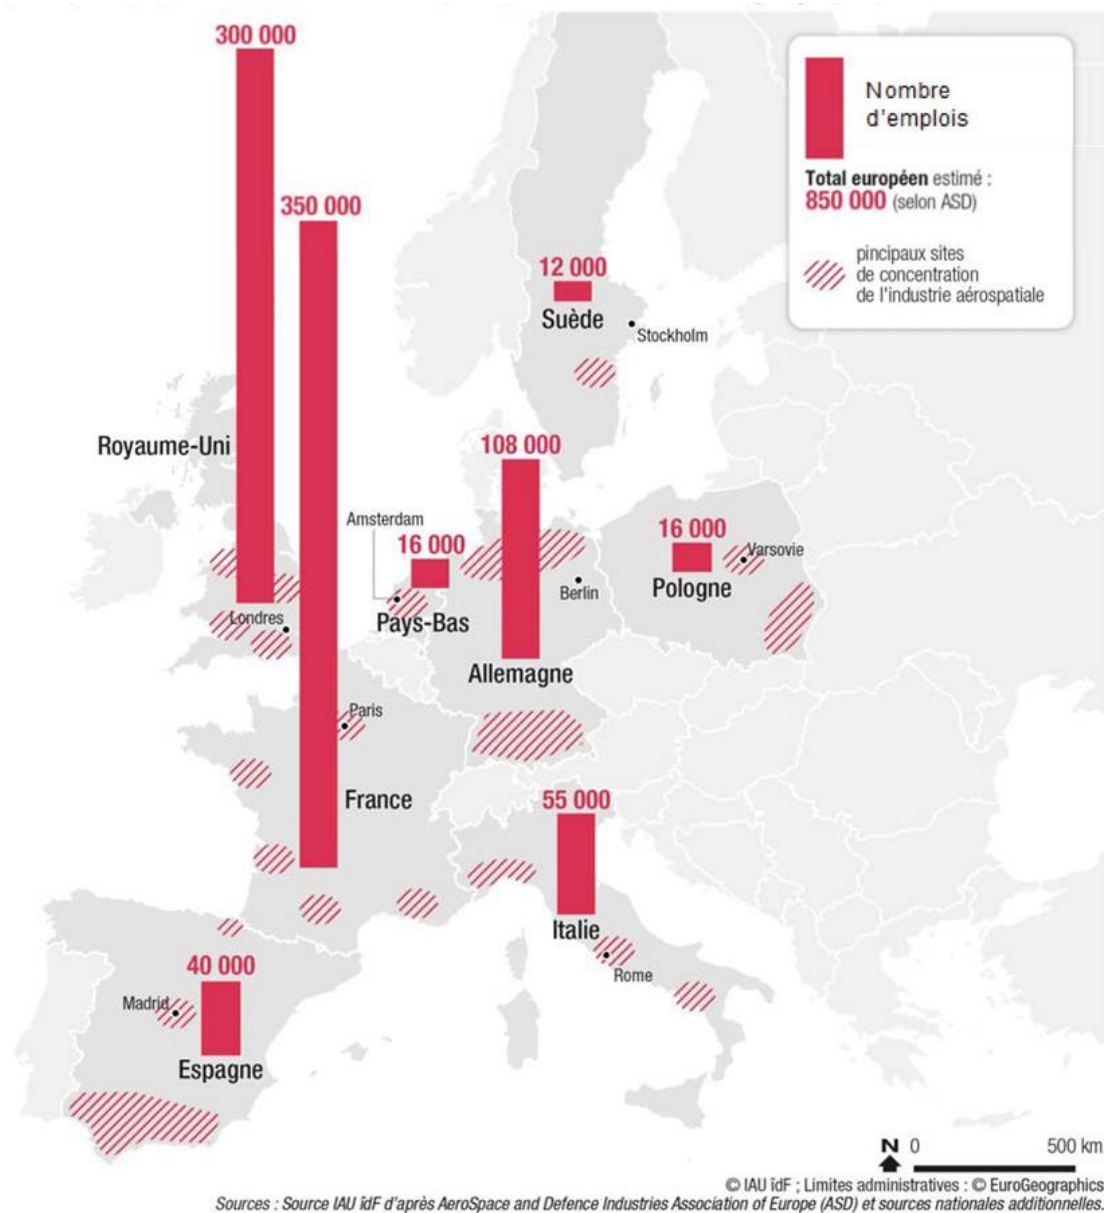 300 000
Nombre
d'emplois
Total européen estimé :
850 000 (selon ASD)
pincipaux sites
de concentration
de l'industrie aérospatiale
350 000
12 000
Suède
Stockholm
Royaume-Uni
108 000
Amsterdam
16 000
16 000
Varsovie
Berlin
Pologne
Londres
Pays-Bas
Allemagne
Paris
France
55 000
Italie
40 000
Rome
Madrid
Espagne
N 0 500 km
© IAU îdF ; Limites administratives : © EuroGeographics
Sources : Source IAU îdF d'après AeroSpace and Defence Industries Association of Europe (ASD) et sources nationales additionnelles.